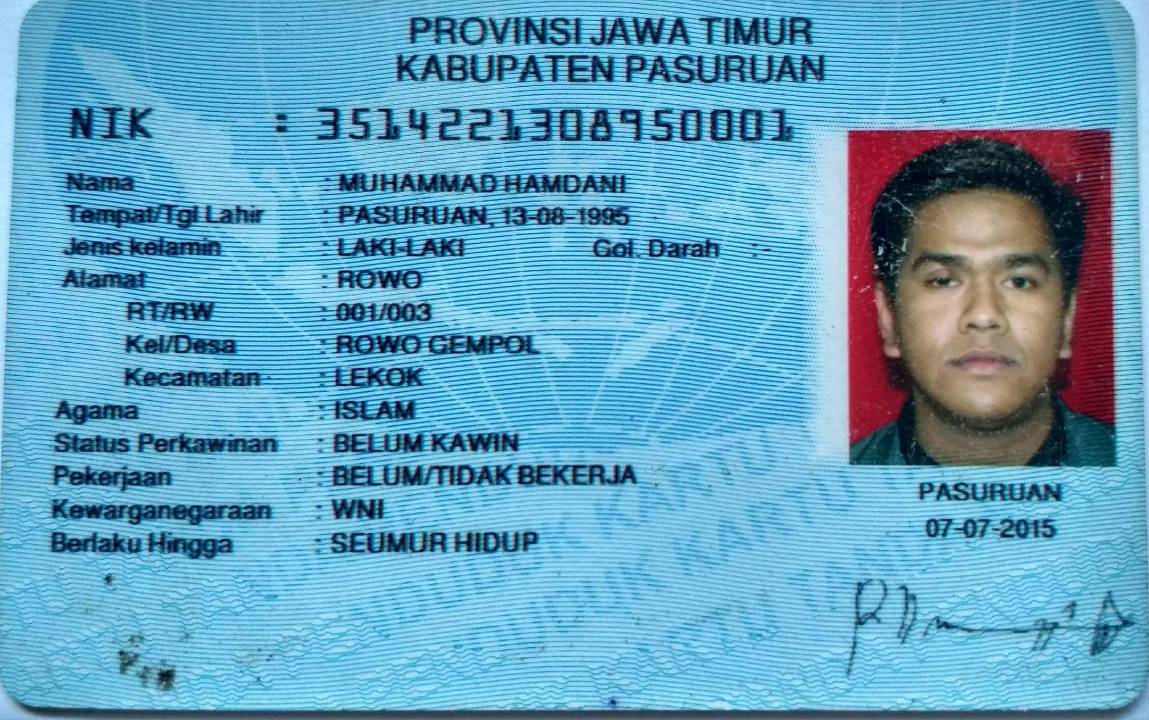 PROVINSI JAWA TIMUR
KABUPATEN PASURUAN
NIK : 3514221308950001
Nama : MUHAMMAD HAMDANI
Tempat/Tgl Lahir : PASURUAN, 13-08-1995
Jenis kelamin : LAKI-LAKI Gol. Darah : -
Alamat : ROWO
RT/RW : 001/003
Kel/Desa : ROWO GEMPOL
Kecamatan : LEKOK
Agama : ISLAM
Status Perkawinan : BELUM KAWIN
Pekerjaan : BELUM/TIDAK BEKERJA
Kewarganegaraan : WNI
Berlaku Hingga : SEUMUR HIDUP
PASURUAN
07-07-2015